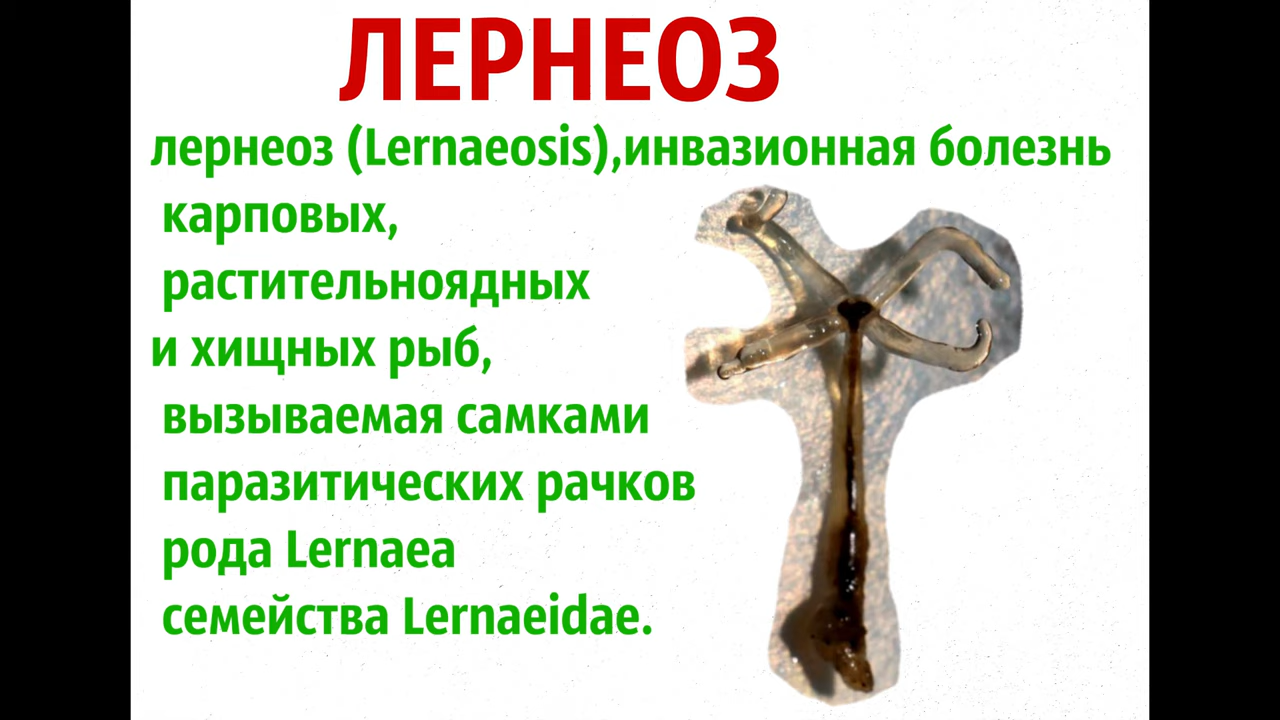 ЛЕРНЕОЗ
лернеоз (Lernaeosis),инвазионная болезнь
карповых,
растительноядных
и хищных рыб,
вызываемая самками
паразитических рачков
рода Lernaea
семейства Lernaeidae.